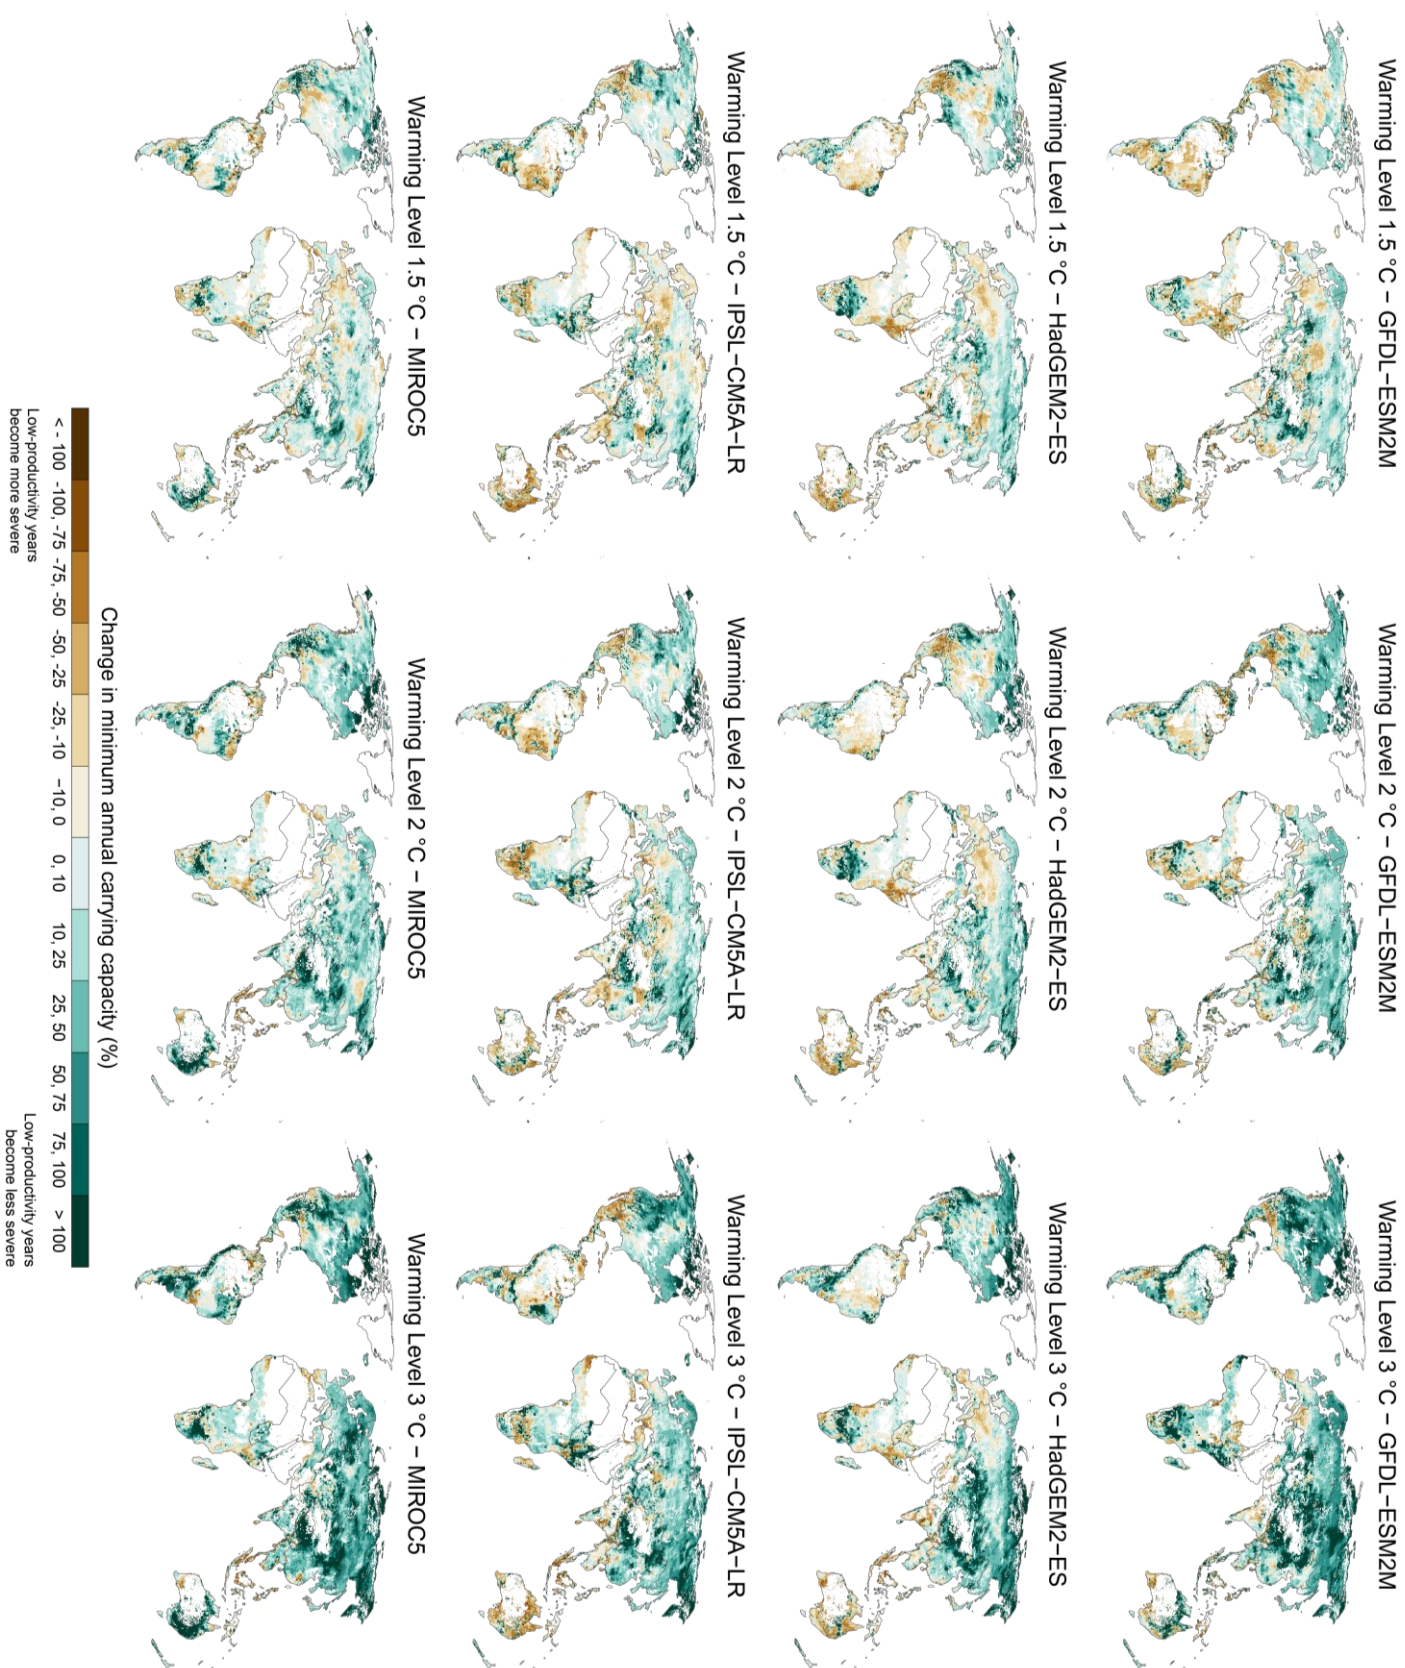 Warming Level 1.5 °C − GFDL−ESM2M
Warming Level 2 °C − GFDL−ESM2M
Warming Level 3 °C − GFDL−ESM2M
Warming Level 1.5 °C − HadGEM2−ES
Warming Level 2 °C − HadGEM2−ES
Warming Level 3 °C − HadGEM2−ES
Warming Level 1.5 °C − IPSL−CM5A−LR
Warming Level 2 °C − IPSL−CM5A−LR
Warming Level 3 °C − IPSL−CM5A−LR
Warming Level 1.5 °C − MIROC5
Warming Level 2 °C − MIROC5
Warming Level 3 °C − MIROC5
Change in minimum annual carrying capacity (%)
< - 100 -100, -75 -75, -50 -50, -25 -25, -10 −10, 0 0, 10 10, 25 25, 50 50, 75 75, 100 > 100
Low-productivity years
become more severe
Low-productivity years
become less severe